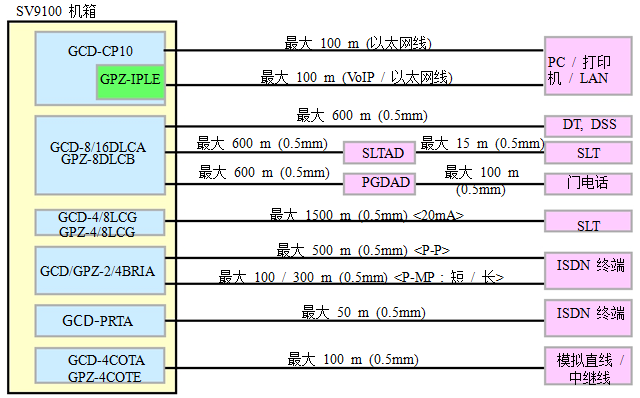 SV9100 机箱
GCD-CP10
GPZ-IPLE
最大 100 m (以太网线)
最大 100 m (VoIP / 以太网线)
PC / 打印
机 / LAN
GCD-8/16DLCA
GPZ-8DLCB
最大 600 m (0.5mm)
DT, DSS
最大 600 m (0.5mm)
SLTAD
最大 15 m (0.5mm)
SLT
最大 600 m (0.5mm)
PGDAD
最大 100 m
(0.5mm)
门电话
GCD-4/8LCG
GPZ-4/8LCG
最大 1500 m (0.5mm) <20mA>
SLT
GCD/GPZ-2/4BRIA
最大 500 m (0.5mm) <P-P>
最大 100 / 300 m (0.5mm) <P-MP : 短 / 长>
ISDN 终端
GCD-PRTA
最大 50 m (0.5mm)
ISDN 终端
GCD-4COTA
GPZ-4COTE
最大 100 m (0.5mm)
模拟直线 /
中继线